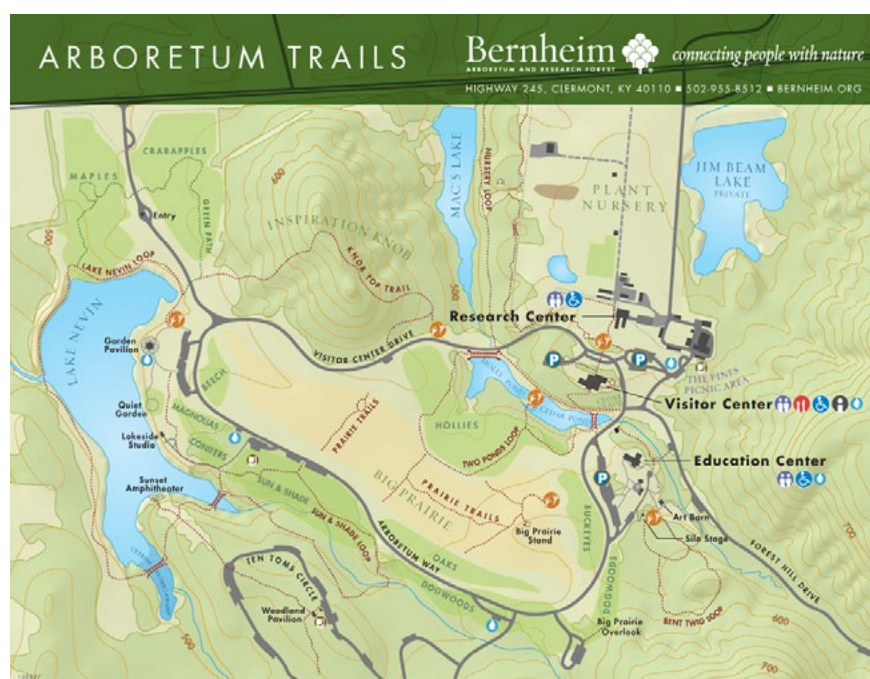 ARBORETUM TRAILS
Bernheim
ARBORETUM AND RESEARCH FOREST
connecting people with nature
HIGHWAY 245, CLERMONT, KY 40110 ■ 502-955-8512 ■ BERNHEIM.ORG
MAPLES
CRABAPPLES
GREEN PATH
Entry
500
LAKE NEVIN LOOP
LAKE NEVIN
600
INSPIRATION KNOB
KNOB TOP TRAIL
MAC'S LAKE
NURSERY LOOP
500
PLANT
NURSERY
JIM BEAM
LAKE
PRIVATE
Research Center
VISITOR CENTER DRIVE
Garden
Pavilion
BEECH
Quiet
Garden
MAGNOLIAS
Lakeside
Studio
CONIFERS
Sunset
Amphitheater
SUN & SHADE
SUN & SHADE LOOP
PRAIRIE TRAILS
BIG PRAIRIE
PRAIRIE TRAILS
HOLLIES
HOLLY POND
CEDAR POND
TWO PONDS LOOP
P
P
P
THE PINES
PICNIC AREA
Visitor Center
Education Center
Art Barn
Silo Stage
Big Prairie
Stand
BUCKEYES
OAKS
ARBORETUM WAY
DOGWOODS
DOGWOODS
TEN TOMS CIRCLE
Woodland
Pavilion
500
Big Prairie
Overlook
BENT TWIG LOOP
FOREST HILL DRIVE
700
600
700